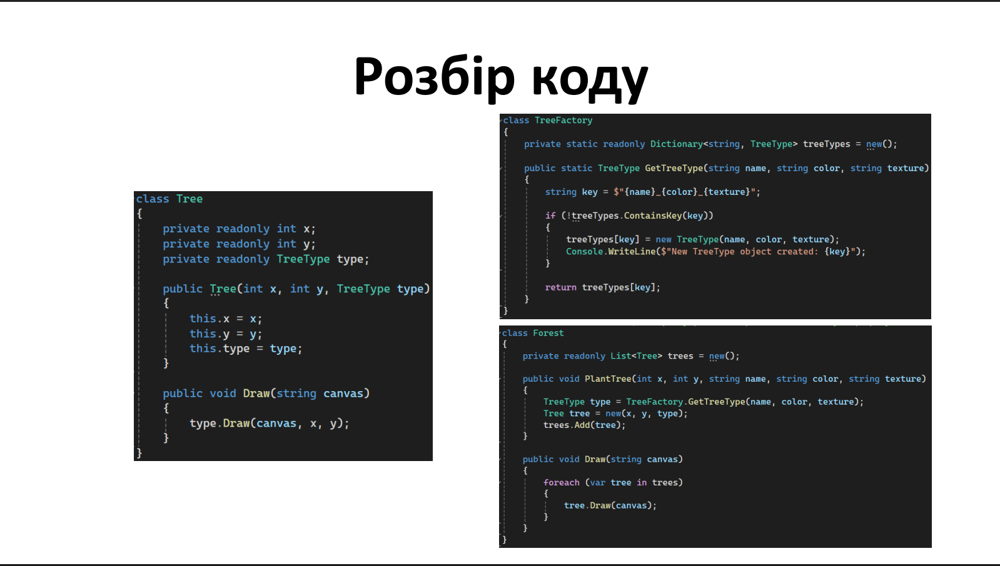 Розбір коду
class Tree
{
    private readonly int x;
    private readonly int y;
    private readonly TreeType type;

    public Tree(int x, int y, TreeType type)
    {
        this.x = x;
        this.y = y;
        this.type = type;
    }

    public void Draw(string canvas)
    {
        type.Draw(canvas, x, y);
    }
}
class TreeFactory
{
    private static readonly Dictionary<string, TreeType> treeTypes = new();

    public static TreeType GetTreeType(string name, string color, string texture)
    {
        string key = $"{name}_{color}_{texture}";

        if (!treeTypes.ContainsKey(key))
        {
            treeTypes[key] = new TreeType(name, color, texture);
            Console.WriteLine($"New TreeType object created: {key}");
        }

        return treeTypes[key];
    }
}
class Forest
{
    private readonly List<Tree> trees = new();

    public void PlantTree(int x, int y, string name, string color, string texture)
    {
        TreeType type = TreeFactory.GetTreeType(name, color, texture);
        Tree tree = new(x, y, type);
        trees.Add(tree);
    }

    public void Draw(string canvas)
    {
        foreach (var tree in trees)
        {
            tree.Draw(canvas);
        }
    }
}